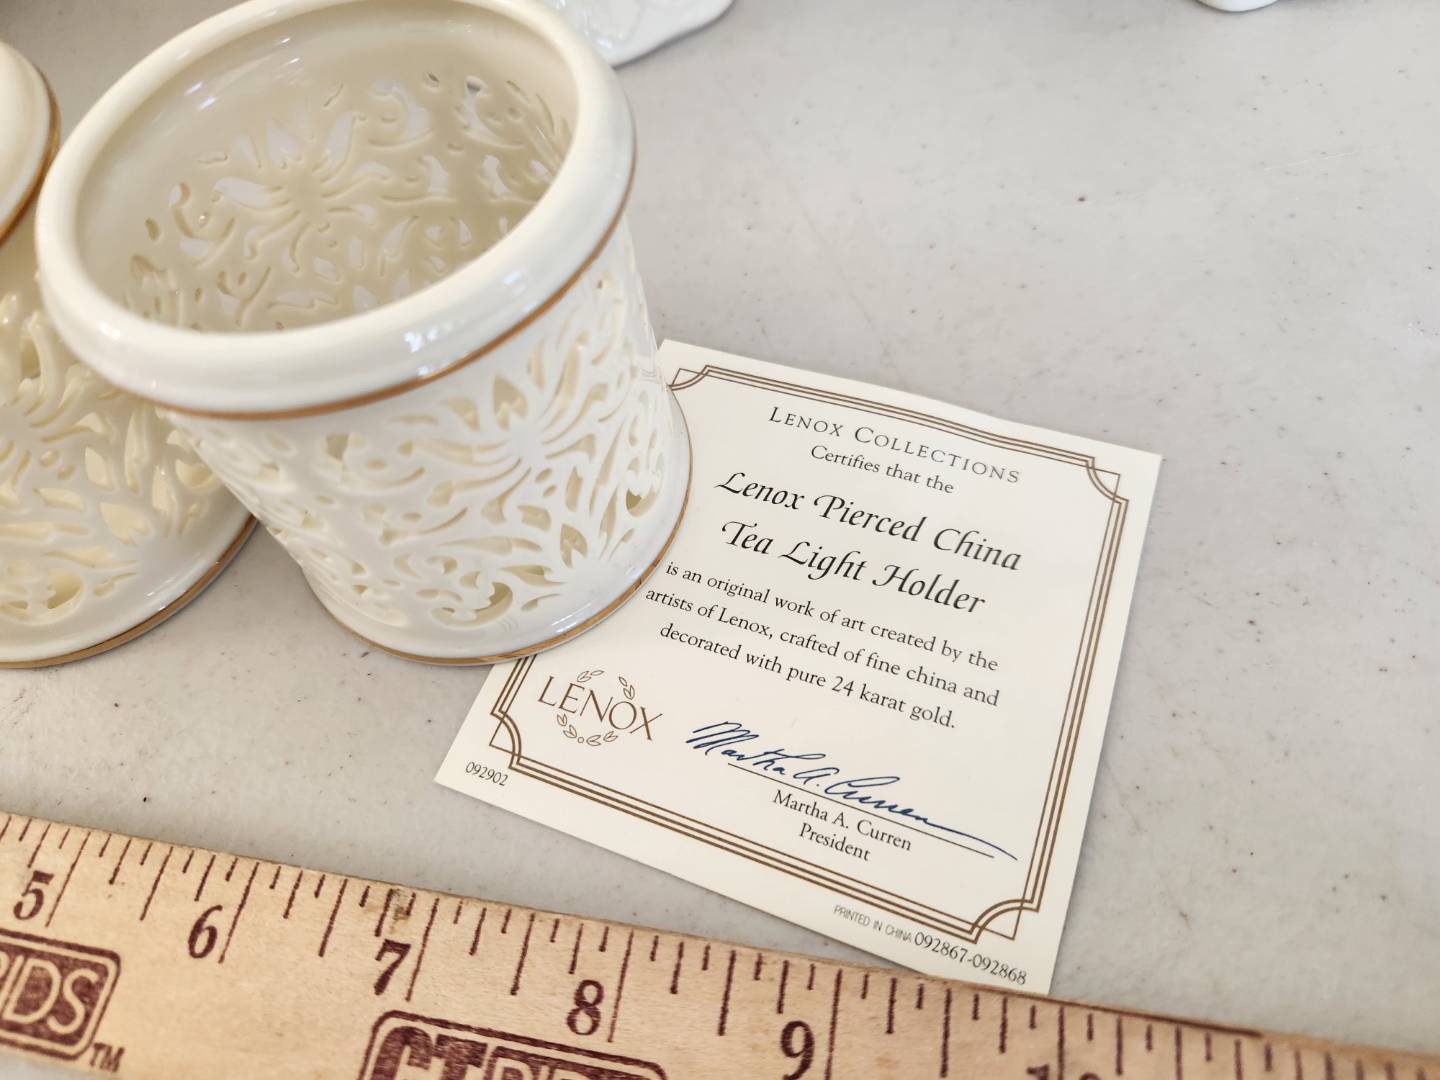 LENOX COLLECTIONS
Certifies that the
Lenox Pierced China
Tea Light Holder
is an original work of art created by the
artists of Lenox, crafted of fine china and
decorated with pure 24 karat gold.
LENOX
Martha A. Curren
Martha A. Curren
President
092902
PRINTED IN CHINA 092867-092868
5 6 7 8 9
TM